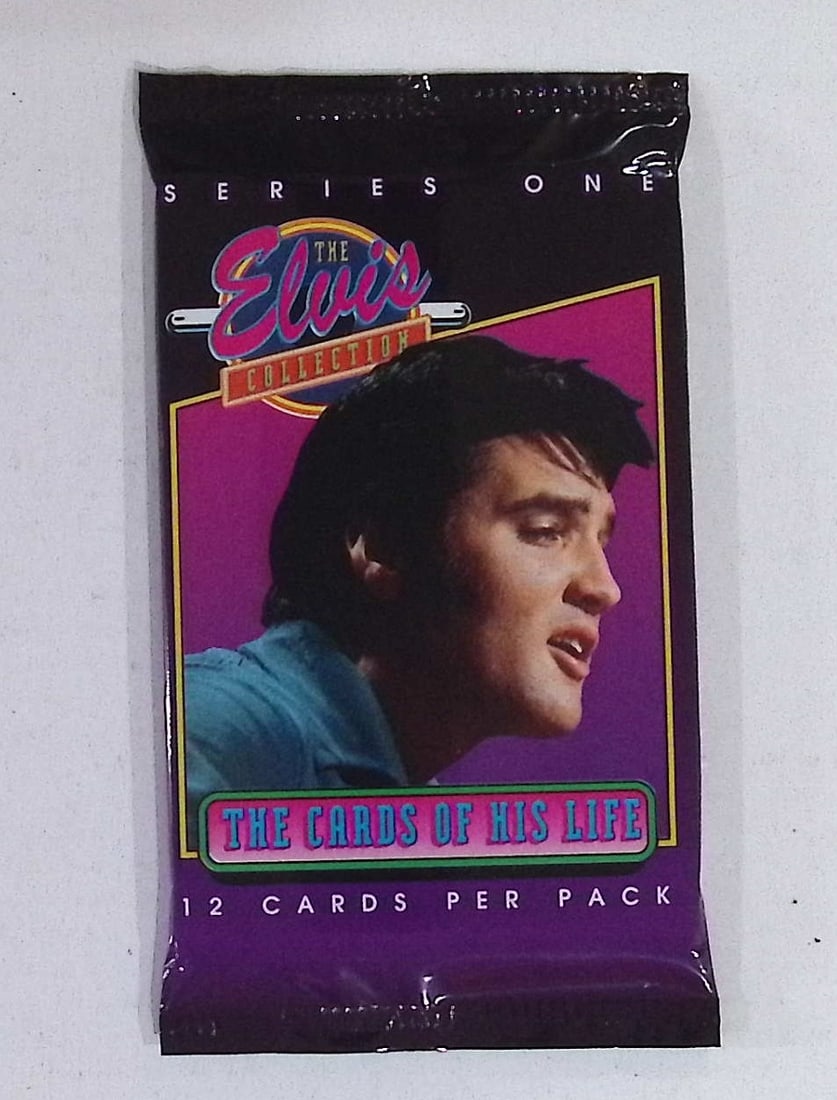 SERIES ONE
THE
Elvis
COLLECTION
THE CARDS OF HIS LIFE
12 CARDS PER PACK